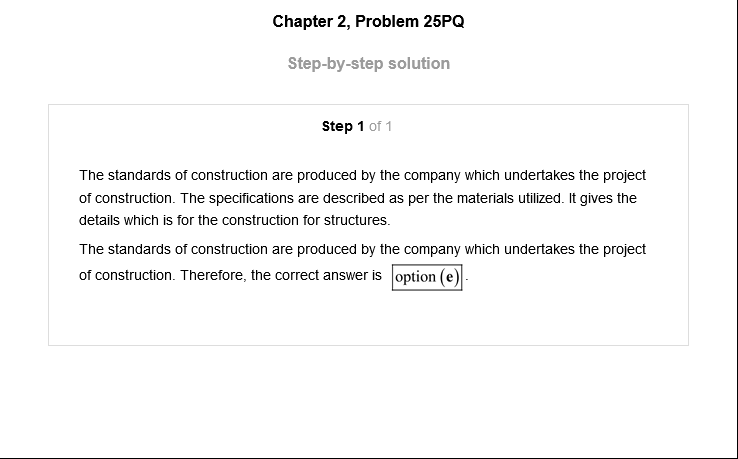 Chapter 2, Problem 25PQ
Step-by-step solution
Step 1 of 1
The standards of construction are produced by the company which undertakes the project
of construction. The specifications are described as per the materials utilized. It gives the
details which is for the construction for structures.
The standards of construction are produced by the company which undertakes the project
of construction. Therefore, the correct answer is option (e).